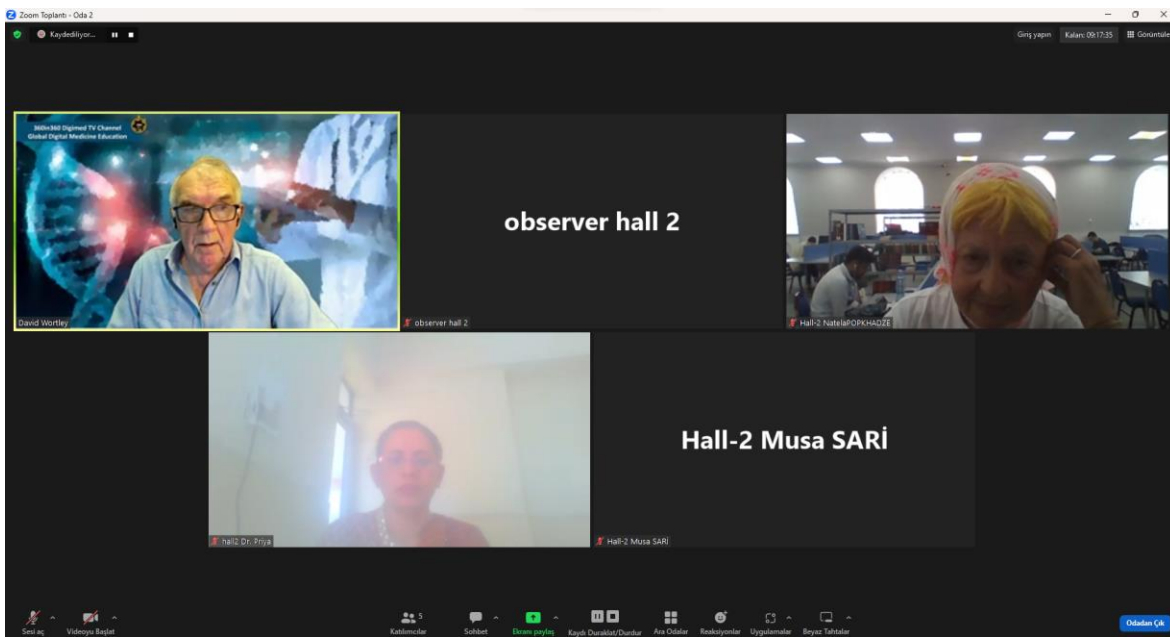 Zoom Toplantı - Oda 2
Kaydediliyor...
Giriş yapın
Kalan: 09:17:35
Görüntüle
360in360 Digimed TV Channel
Global Digital Medicine Education
David Wortley
observer hall 2
observer hall 2
Hall-2 NatelaPOPKHADZE
hall2 Dr. Priya
Hall-2 Musa SARİ
Hall-2 Musa SARİ
Sesi aç
Videoyu Başlat
5
Katılımcılar
Sohbet
Ekranı paylaş
Kaydı Duraklat/Durdur
Ara Odalar
Reaksiyonlar
Uygulamalar
Beyaz Tahtalar
Odadan Çık